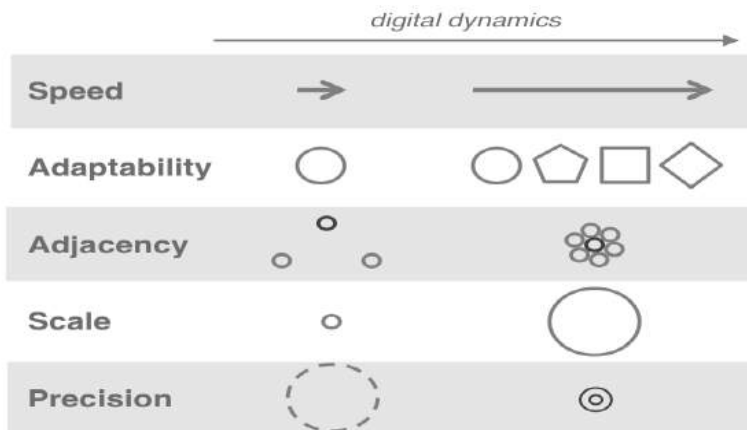 digital dynamics
Speed
Adaptability
Adjacency
Scale
Precision